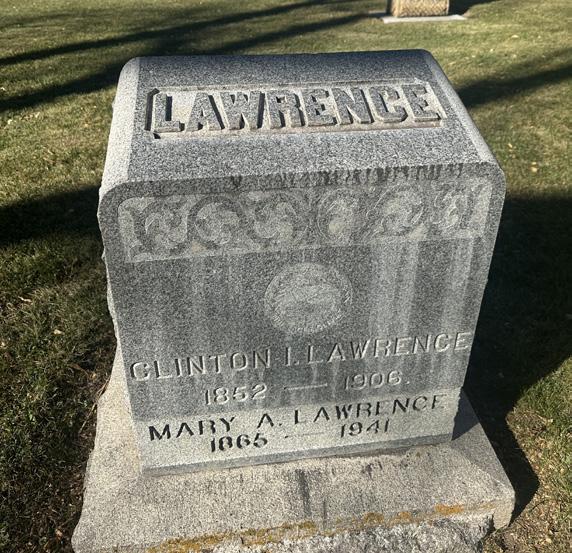 LAWRENCE
CLINTON I. LAWRENCE
1852 — 1906.
MARY A. LAWRENCE
1865 — 1941